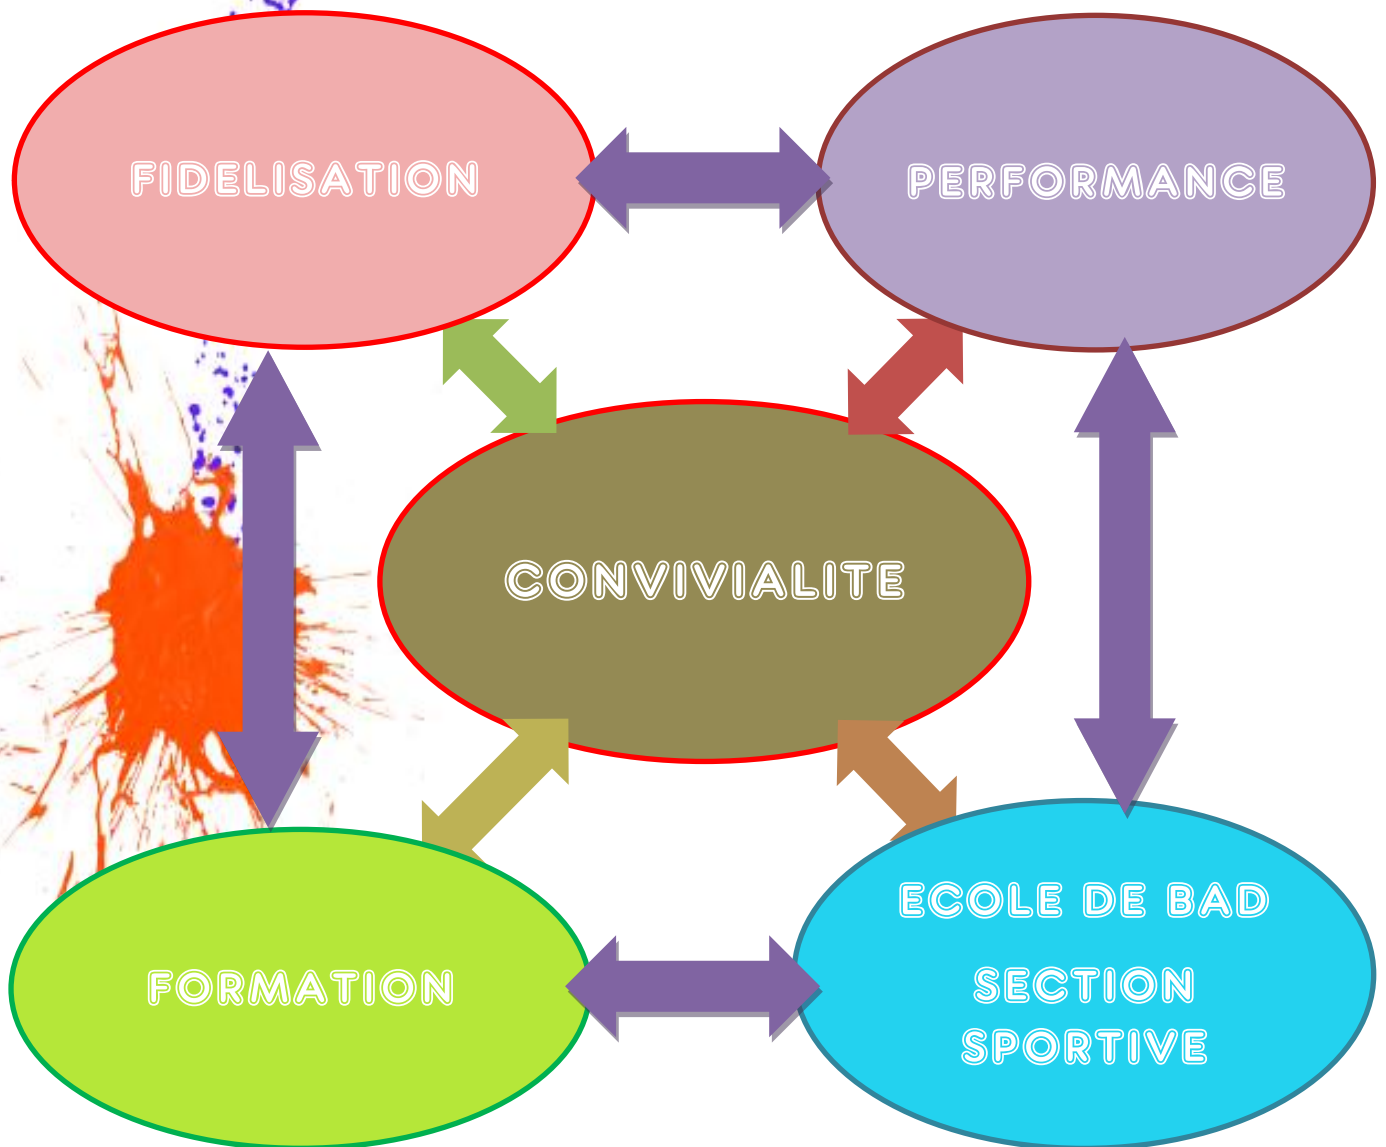 FIDELISATION
PERFORMANCE
CONVIVIALITE
FORMATION
ECOLE DE BAD
SECTION
SPORTIVE